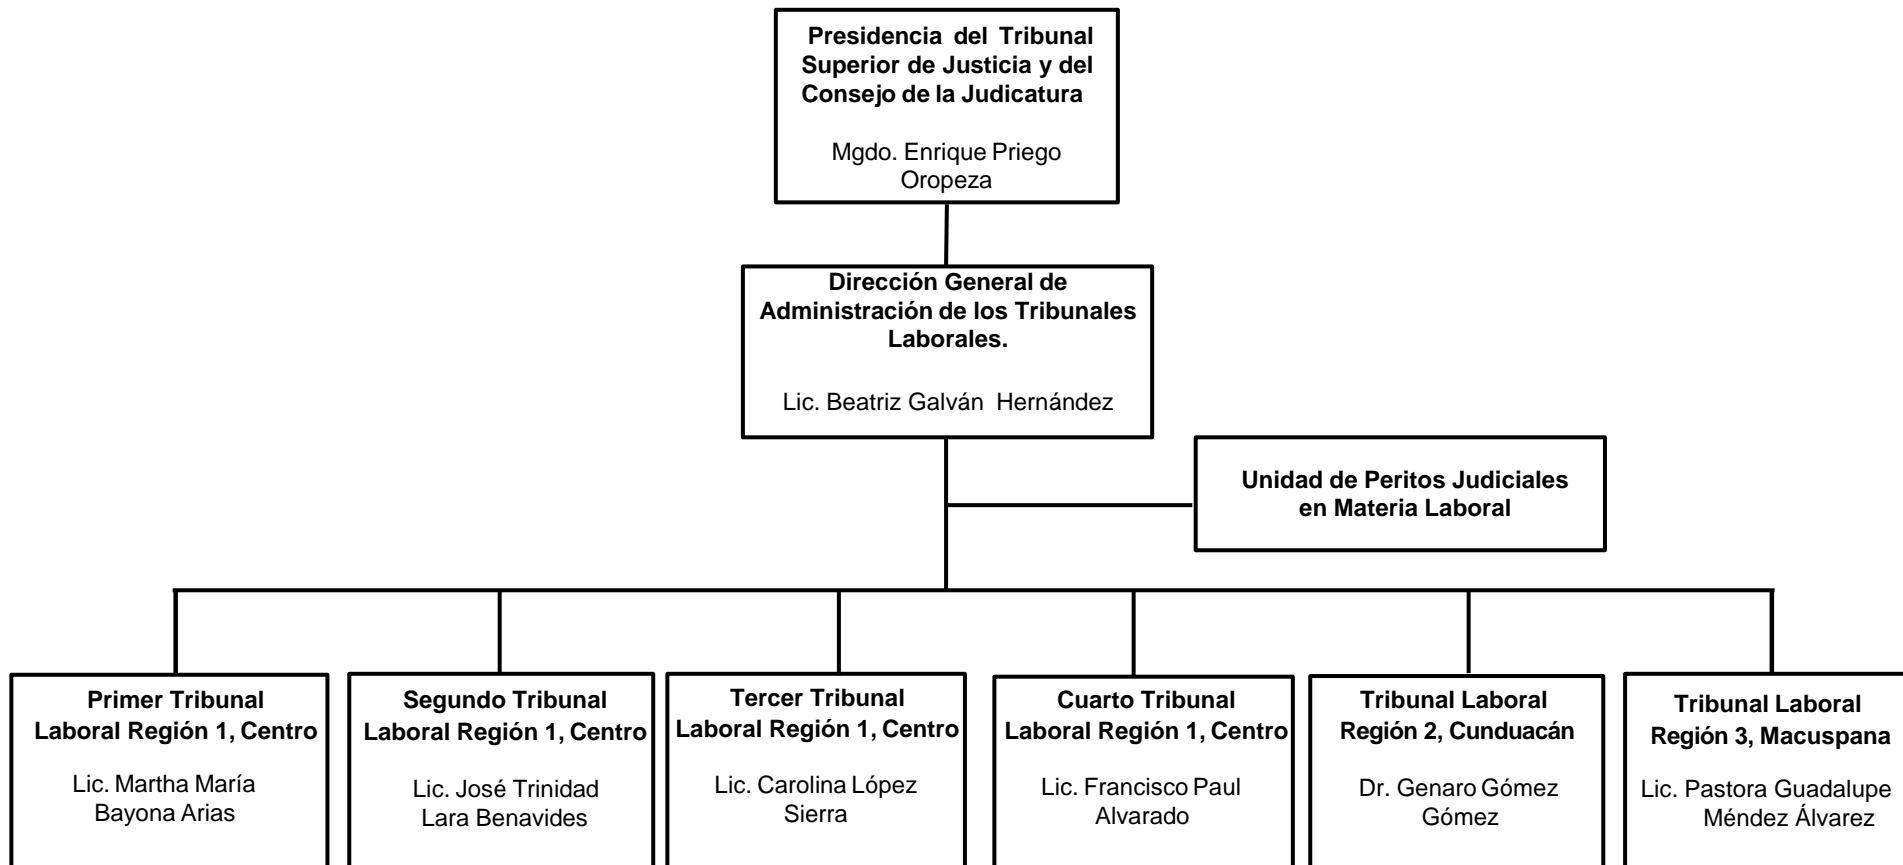 Presidencia del Tribunal
Superior de Justicia y del
Consejo de la Judicatura
Mgdo. Enrique Priego
Oropeza
Dirección General de
Administración de los Tribunales
Laborales.
Lic. Beatriz Galván Hernández
Unidad de Peritos Judiciales
en Materia Laboral
Primer Tribunal
Laboral Región 1, Centro
Lic. Martha María
Bayona Arias
Segundo Tribunal
Laboral Región 1, Centro
Lic. José Trinidad
Lara Benavides
Tercer Tribunal
Laboral Región 1, Centro
Lic. Carolina López
Sierra
Cuarto Tribunal
Laboral Región 1, Centro
Lic. Francisco Paul
Alvarado
Tribunal Laboral
Región 2, Cunduacán
Dr. Genaro Gómez
Gómez
Tribunal Laboral
Región 3, Macuspana
Lic. Pastora Guadalupe
Méndez Álvarez